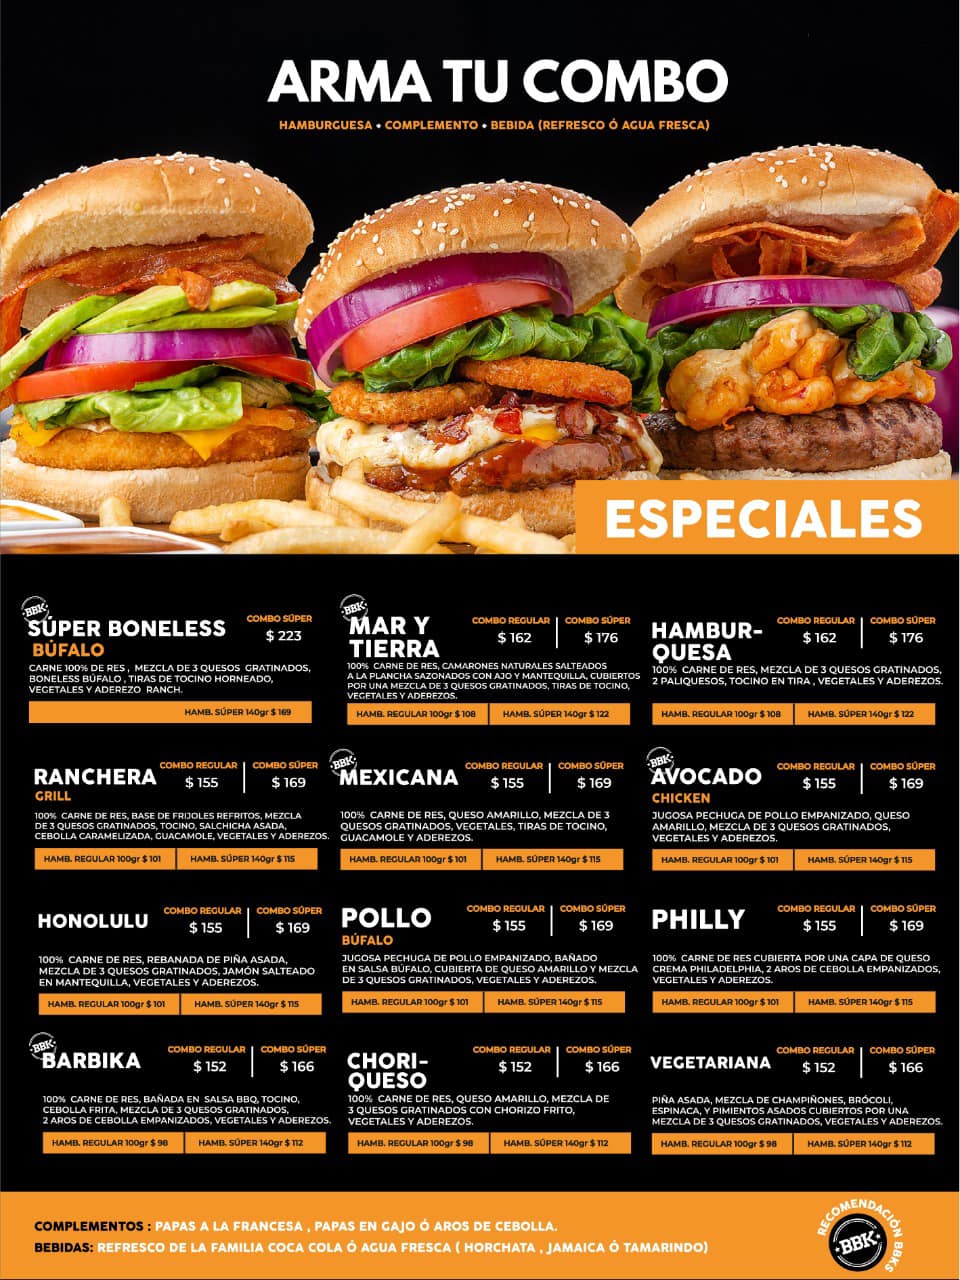 ARMA TU COMBO
HAMBURGUESA • COMPLEMENTO • BEBIDA (REFRESCO Ó AGUA FRESCA)
ESPECIALES
BBK
SÚPER BONELESS
BÚFALO
COMBO SÚPER
$ 223
CARNE 100% DE RES , MEZCLA DE 3 QUESOS GRATINADOS,
BONELESS BÚFALO , TIRAS DE TOCINO HORNEADO,
VEGETALES Y ADEREZO RANCH.
HAMB. SÚPER 140gr $ 169
BBK
MAR Y
TIERRA
COMBO REGULAR
$ 162
COMBO SÚPER
$ 176
100% CARNE DE RES, CAMARONES NATURALES SALTEADOS
A LA PLANCHA SAZONADOS CON AJO Y MANTEQUILLA, CUBIERTOS
POR UNA MEZCLA DE 3 QUESOS GRATINADOS, TIRAS DE TOCINO,
VEGETALES Y ADEREZOS.
HAMB. REGULAR 100gr $ 108
HAMB. SÚPER 140gr $ 122
HAMBUR-
QUESA
COMBO REGULAR
$ 162
COMBO SÚPER
$ 176
100% CARNE DE RES, MEZCLA DE 3 QUESOS GRATINADOS,
2 PALIQUESOS, TOCINO EN TIRA , VEGETALES Y ADEREZOS.
HAMB. REGULAR 100gr $ 108
HAMB. SÚPER 140gr $ 122
RANCHERA
GRILL
COMBO REGULAR
$ 155
COMBO SÚPER
$ 169
100% CARNE DE RES, BASE DE FRIJOLES REFRITOS, MEZCLA
DE 3 QUESOS GRATINADOS, TOCINO, SALCHICHA ASADA,
CEBOLLA CARAMELIZADA, GUACAMOLE, VEGETALES Y ADEREZOS.
HAMB. REGULAR 100gr $ 101
HAMB. SÚPER 140gr $ 115
BBK
MEXICANA
COMBO REGULAR
$ 155
COMBO SÚPER
$ 169
100% CARNE DE RES, QUESO AMARILLO, MEZCLA DE 3
QUESOS GRATINADOS, VEGETALES, TIRAS DE TOCINO,
GUACAMOLE Y ADEREZOS.
HAMB. REGULAR 100gr $ 101
HAMB. SÚPER 140gr $ 115
BBK
AVOCADO
CHICKEN
COMBO REGULAR
$ 155
COMBO SÚPER
$ 169
JUGOSA PECHUGA DE POLLO EMPANIZADO, QUESO
AMARILLO, MEZCLA DE 3 QUESOS GRATINADOS,
VEGETALES Y ADEREZOS.
HAMB. REGULAR 100gr $ 101
HAMB. SÚPER 140gr $ 115
HONOLULU
COMBO REGULAR
$ 155
COMBO SÚPER
$ 169
100% CARNE DE RES, REBANADA DE PIÑA ASADA,
MEZCLA DE 3 QUESOS GRATINADOS, JAMÓN SALTEADO
EN MANTEQUILLA, VEGETALES Y ADEREZOS.
HAMB. REGULAR 100gr $ 101
HAMB. SÚPER 140gr $ 115
POLLO
BÚFALO
COMBO REGULAR
$ 155
COMBO SÚPER
$ 169
JUGOSA PECHUGA DE POLLO EMPANIZADO, BAÑADO
EN SALSA BÚFALO, CUBIERTA DE QUESO AMARILLO Y MEZCLA
DE 3 QUESOS GRATINADOS, VEGETALES Y ADEREZOS.
HAMB. REGULAR 100gr $ 101
HAMB. SÚPER 140gr $ 115
PHILLY
COMBO REGULAR
$ 155
COMBO SÚPER
$ 169
100% CARNE DE RES CUBIERTA POR UNA CAPA DE QUESO
CREMA PHILADELPHIA, 2 AROS DE CEBOLLA EMPANIZADOS,
VEGETALES Y ADEREZOS.
HAMB. REGULAR 100gr $ 101
HAMB. SÚPER 140gr $ 115
BBK
BARBIKA
COMBO REGULAR
$ 152
COMBO SÚPER
$ 166
100% CARNE DE RES, BAÑADA EN SALSA BBQ, TOCINO,
CEBOLLA FRITA, MEZCLA DE 3 QUESOS GRATINADOS,
2 AROS DE CEBOLLA EMPANIZADOS, VEGETALES Y ADEREZOS.
HAMB. REGULAR 100gr $ 98
HAMB. SÚPER 140gr $ 112
CHORI-
QUESO
COMBO REGULAR
$ 152
COMBO SÚPER
$ 166
100% CARNE DE RES, QUESO AMARILLO, MEZCLA DE
3 QUESOS GRATINADOS CON CHORIZO FRITO,
VEGETALES Y ADEREZOS.
HAMB. REGULAR 100gr $ 98
HAMB. SÚPER 140gr $ 112
VEGETARIANA
COMBO REGULAR
$ 152
COMBO SÚPER
$ 166
PIÑA ASADA, MEZCLA DE CHAMPIÑONES, BRÓCOLI,
ESPINACA, Y PIMIENTOS ASADOS CUBIERTOS POR UNA
MEZCLA DE 3 QUESOS GRATINADOS, VEGETALES Y ADEREZOS.
HAMB. REGULAR 100gr $ 98
HAMB. SÚPER 140gr $ 112
COMPLEMENTOS : PAPAS A LA FRANCESA , PAPAS EN GAJO Ó AROS DE CEBOLLA.
BEBIDAS: REFRESCO DE LA FAMILIA COCA COLA Ó AGUA FRESCA ( HORCHATA , JAMAICA Ó TAMARINDO)
RECOMENDACIÓN BBKS
BBK